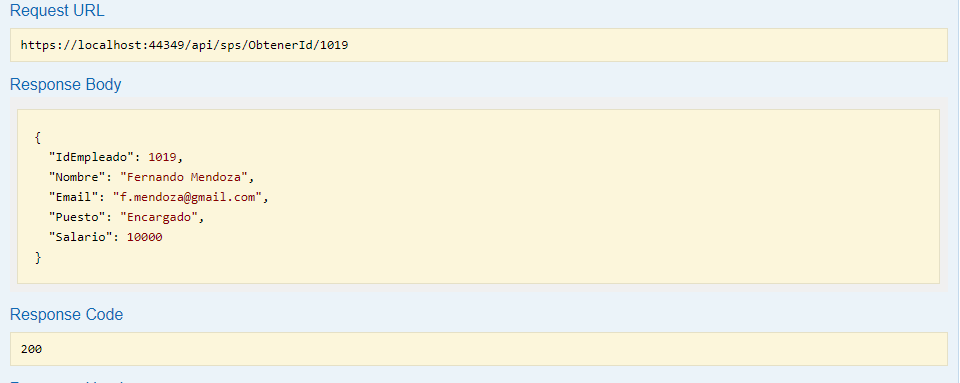 Request URL
https://localhost:44349/api/sps/ObtenerId/1019
Response Body
{
"IdEmpleado": 1019,
"Nombre": "Fernando Mendoza",
"Email": "f.mendoza@gmail.com",
"Puesto": "Encargado",
"Salario": 10000
}
Response Code
200